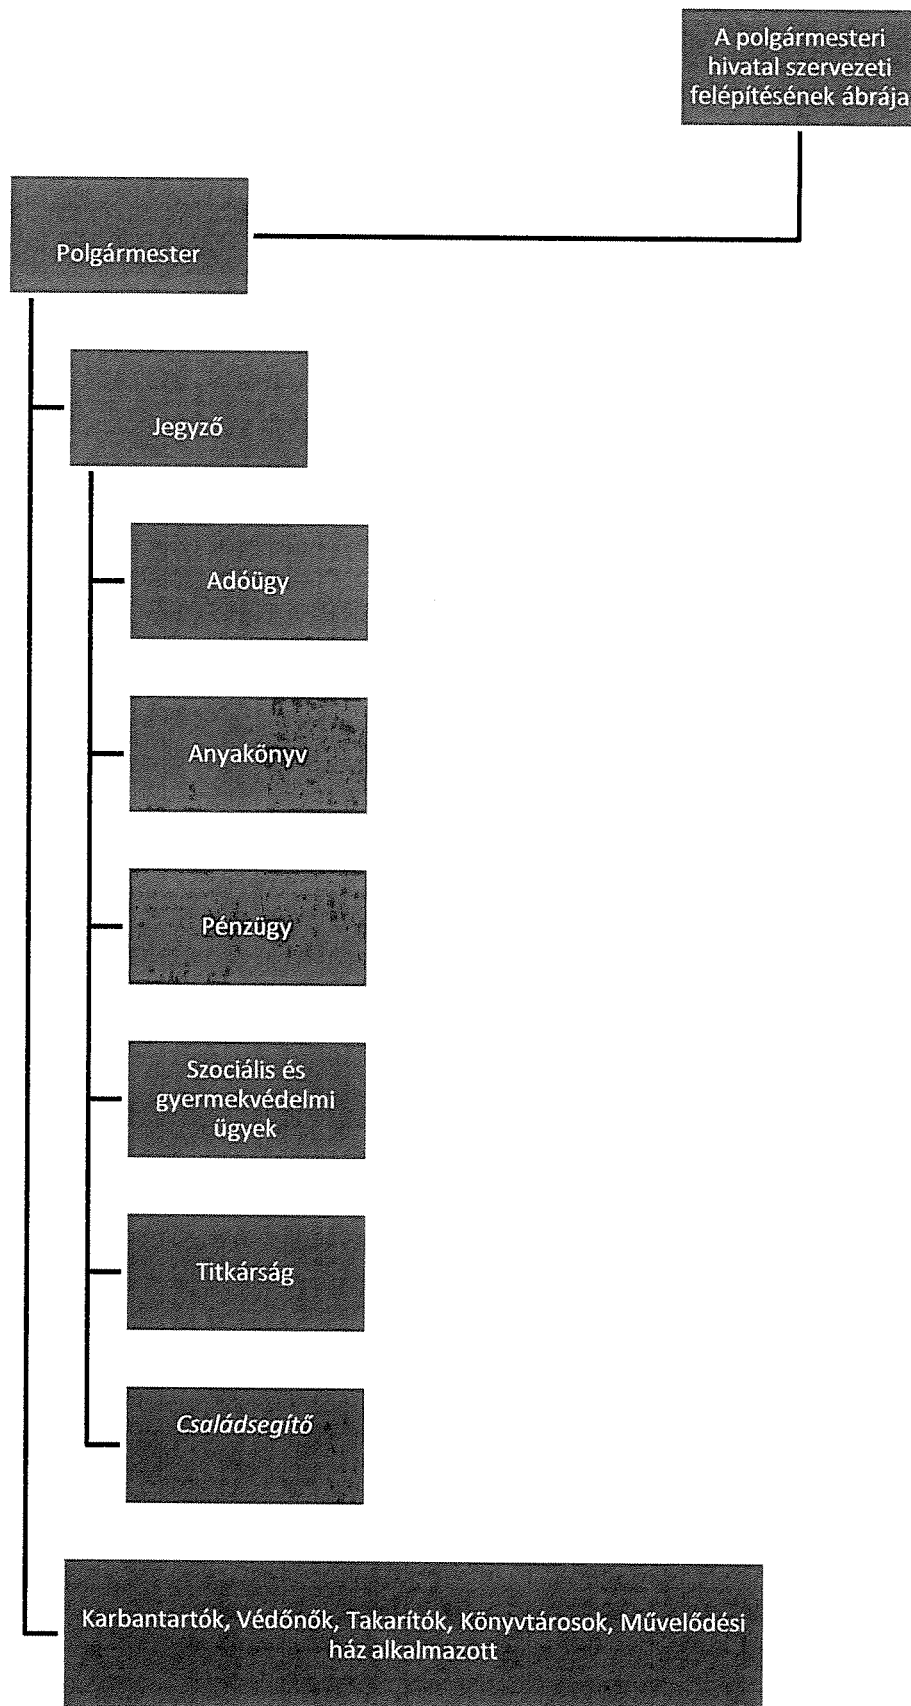 A polgármesteri
hivatal szervezeti
felépítésének ábrája
Polgármester
Jegyző
Adóügy
Anyakönyv
Pénzügy
Szociális és
gyermekvédelmi
ügyek
Titkárság
Családsegítő
Karbantartók, Védőnők, Takarítók, Könyvtárosok, Művelődési
ház alkalmazott